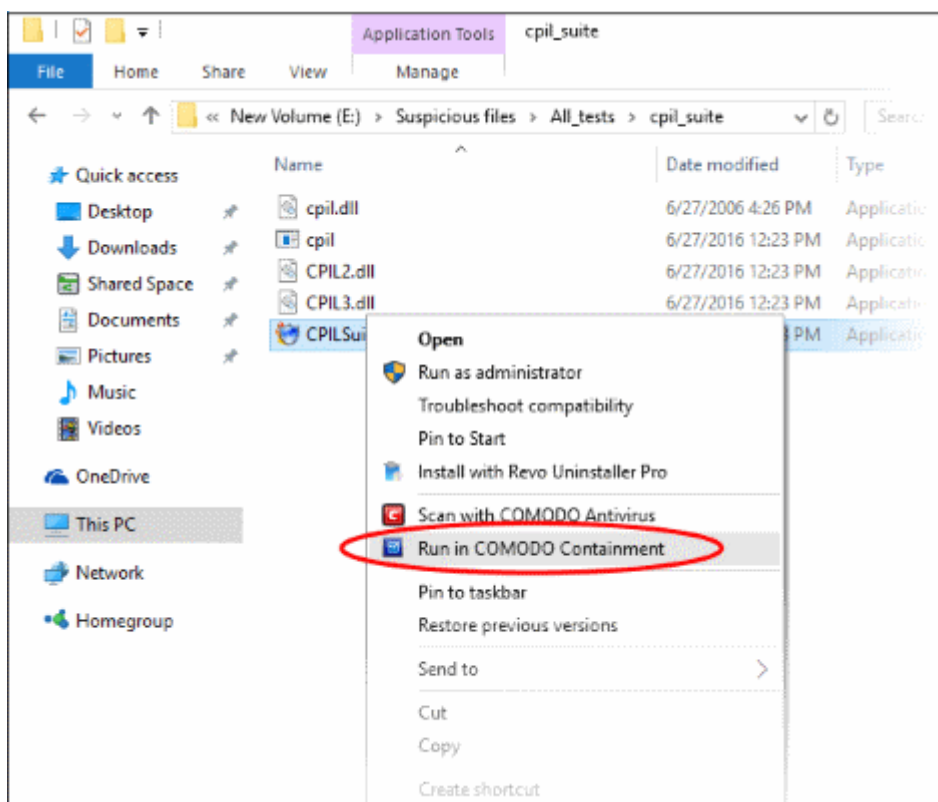 Application Tools cpil_suite
File Home Share View Manage
« New Volume (E:) > Suspicious files > All_tests > cpil_suite
Name Date modified Type
Quick access
Desktop
Downloads
Shared Space
Documents
Pictures
Music
Videos
OneDrive
This PC
Network
Homegroup
cpil.dll 6/27/2006 4:26 PM
cpil 6/27/2016 12:23 PM
CPIL2.dll 6/27/2016 12:23 PM
CPIL3.dll 6/27/2016 12:23 PM
CPILSui PM
Open
Run as administrator
Troubleshoot compatibility
Pin to Start
Install with Revo Uninstaller Pro
Scan with COMODO Antivirus
Run in COMODO Containment
Pin to taskbar
Restore previous versions
Send to
Cut
Copy
Create shortcut